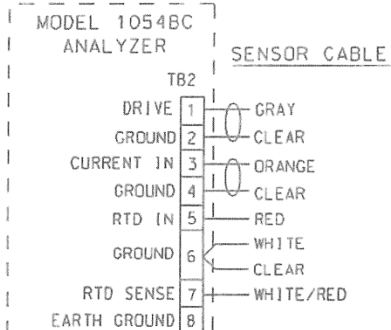 MODEL 1054BC
ANALYZER
SENSOR CABLE
TB2
DRIVE 1 GRAY
GROUND 2 CLEAR
CURRENT IN 3 ORANGE
GROUND 4 CLEAR
RTD IN 5 RED
GROUND 6 WHITE
CLEAR
RTD SENSE 7 WHITE/RED
EARTH GROUND 8